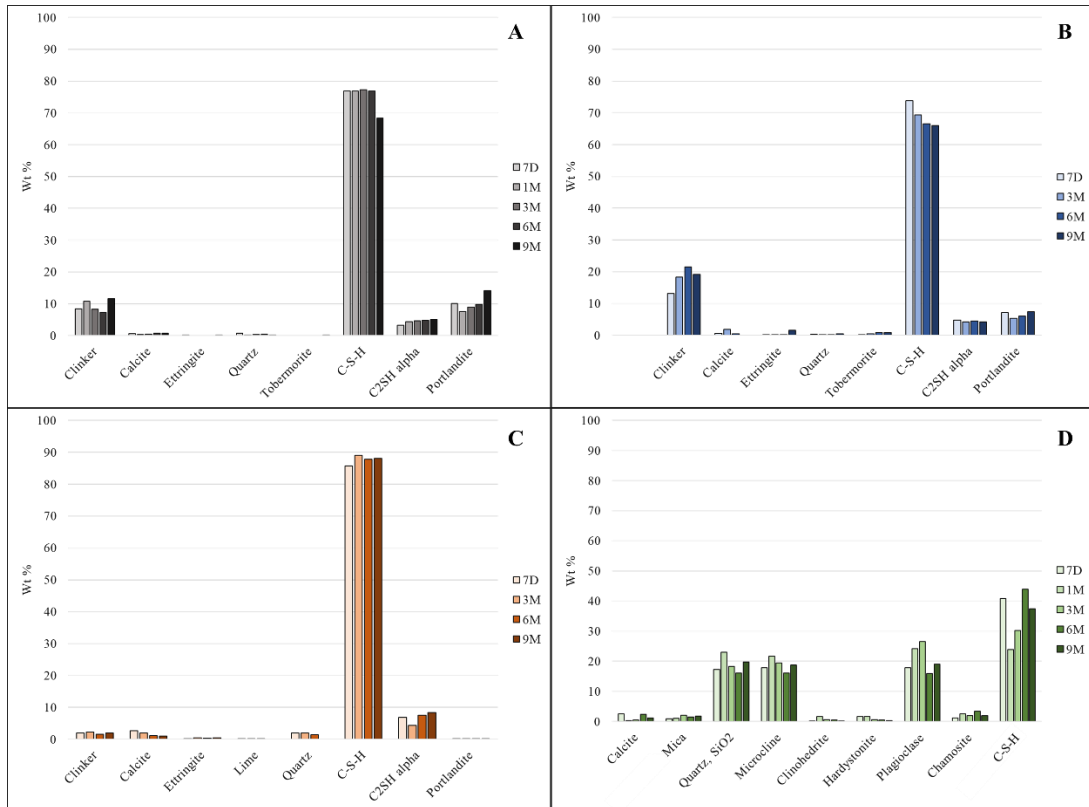 A
100
90
80
70
60
50
40
30
20
10
0
Wt %
Clinker
Calcite
Ettringite
Quartz
Tobermorite
C-S-H
C2SH alpha
Portlandite
7D
1M
3M
6M
9M
B
100
90
80
70
60
50
40
30
20
10
0
Wt %
Clinker
Calcite
Ettringite
Quartz
Tobermorite
C-S-H
C2SH alpha
Portlandite
7D
3M
6M
9M
C
100
90
80
70
60
50
40
30
20
10
0
Wt %
Clinker
Calcite
Ettringite
Lime
Quartz
C-S-H
C2SH alpha
Portlandite
7D
3M
6M
9M
D
100
90
80
70
60
50
40
30
20
10
0
Wt %
Calcite
Mica
Quartz, SiO2
Microcline
Clinohedrite
Hardystonite
Plagioclase
Chamosite
C-S-H
7D
1M
3M
6M
9M